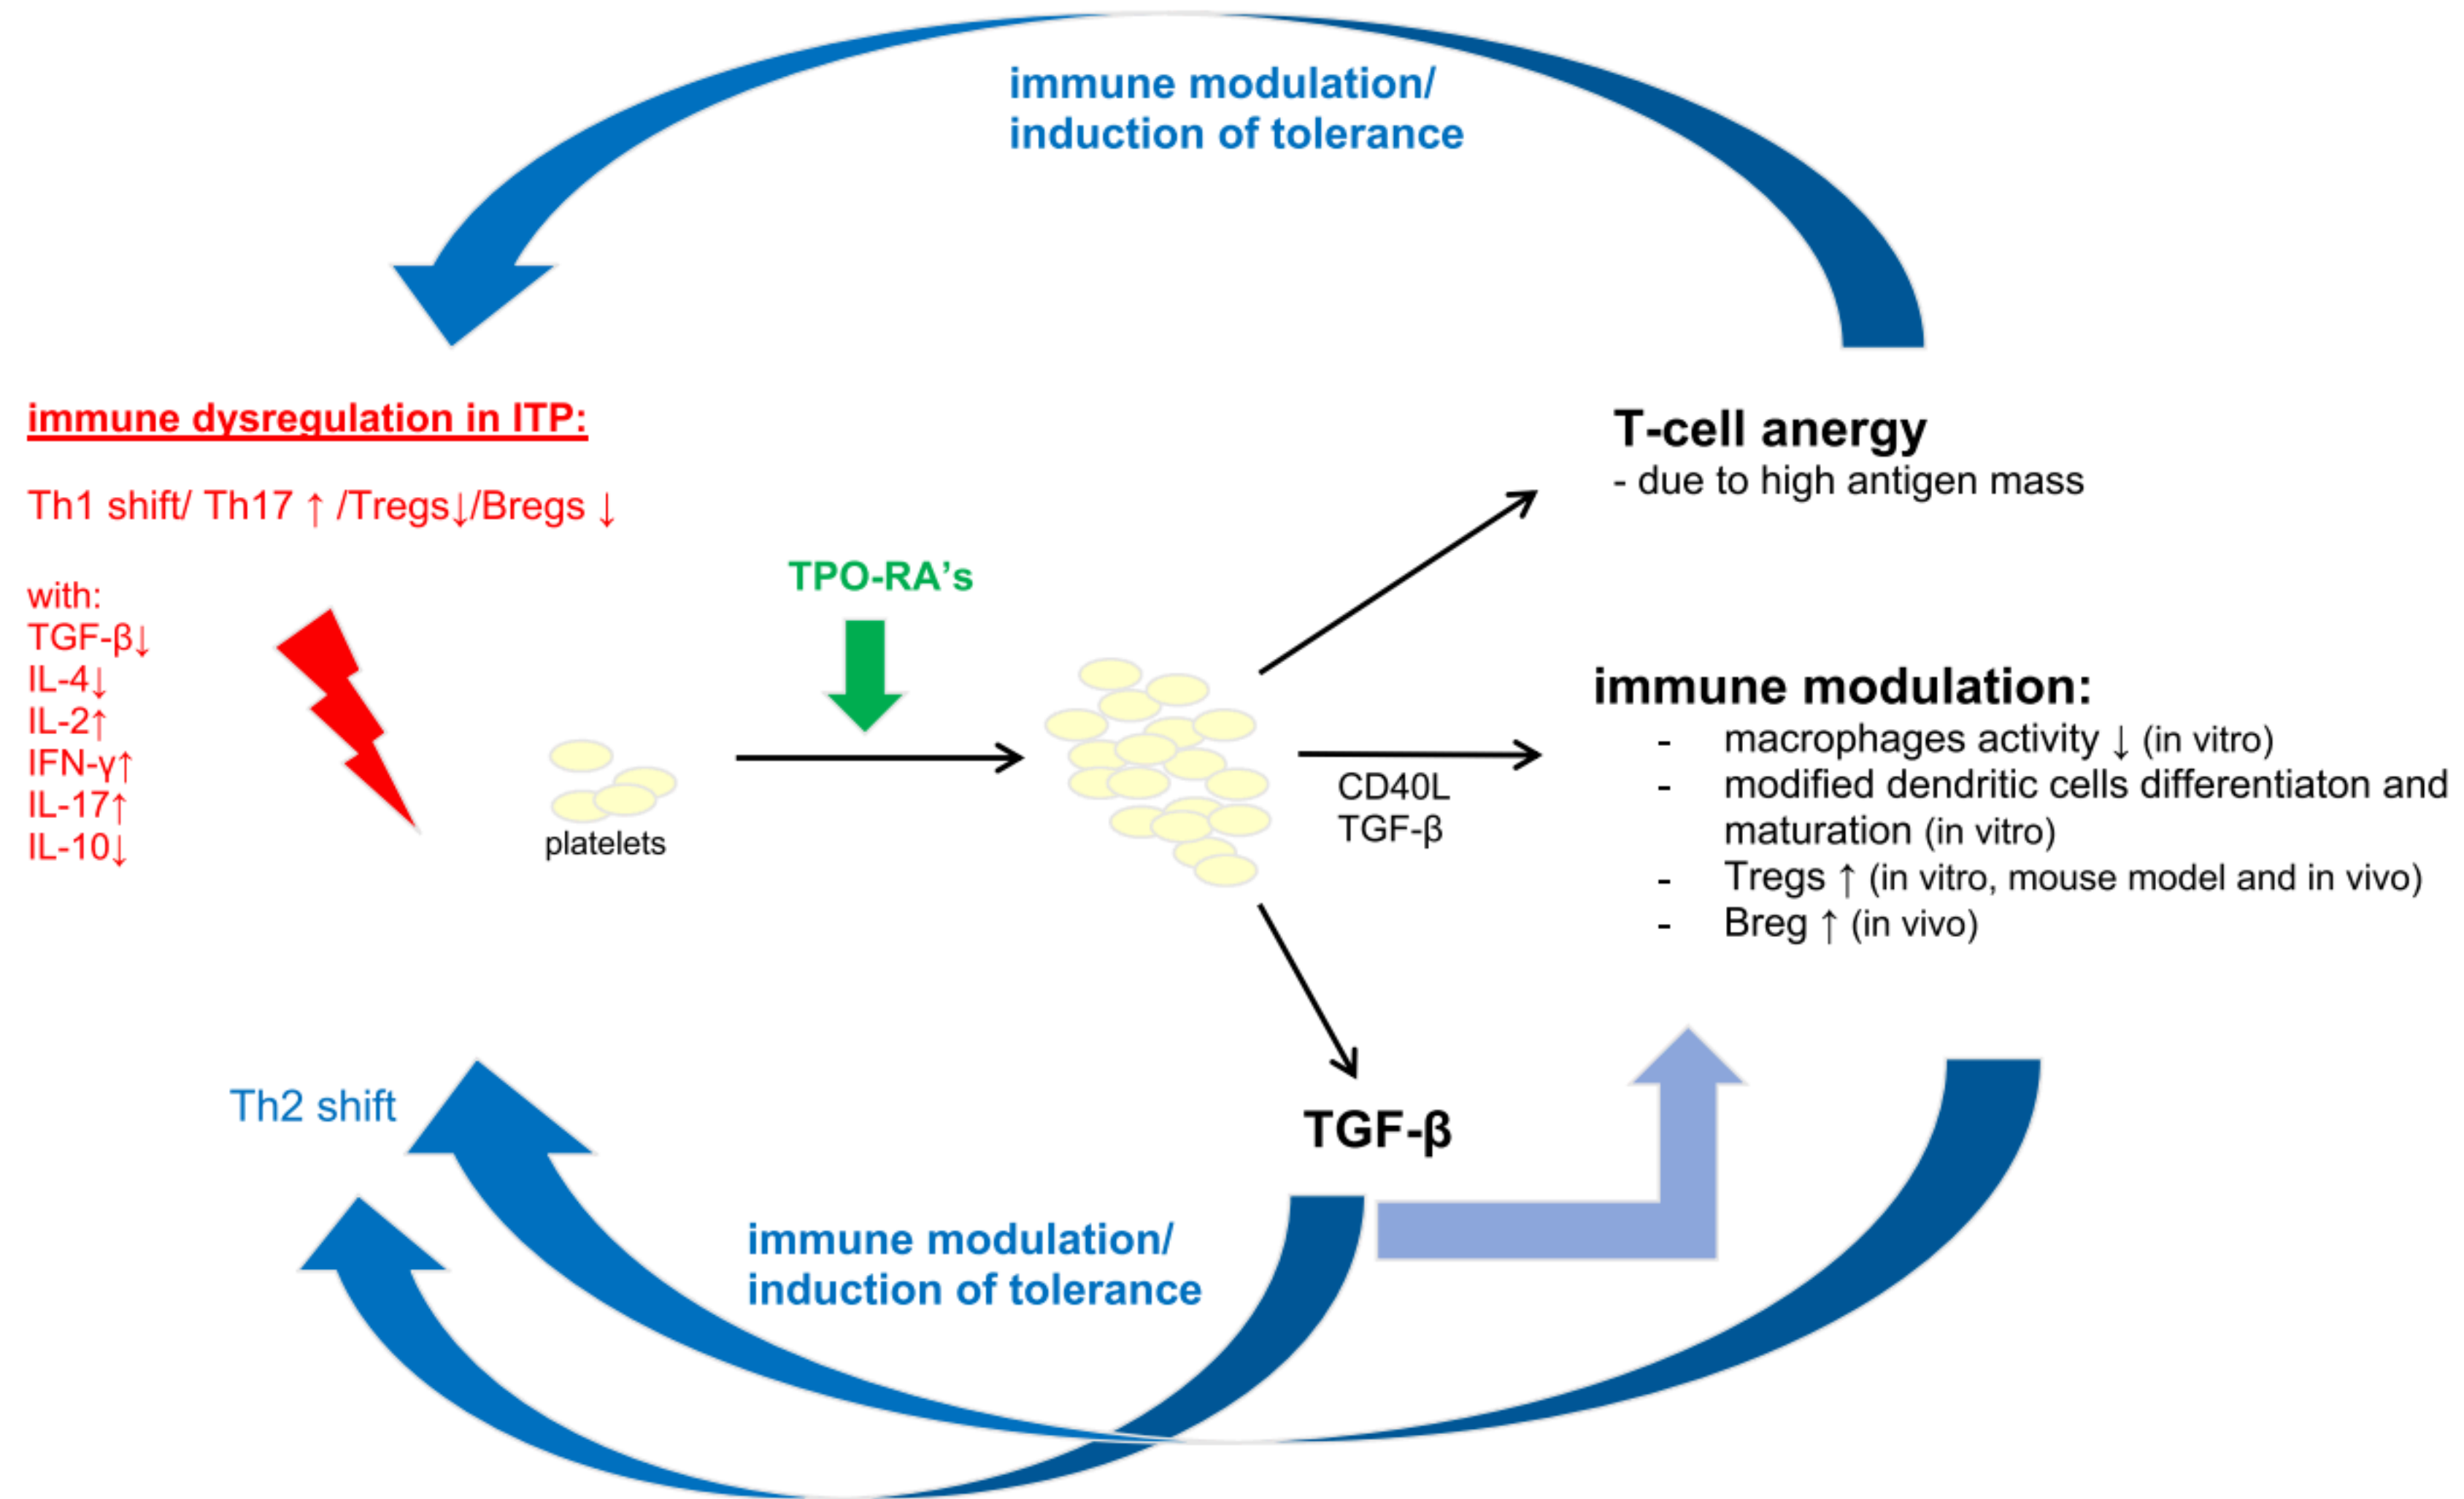 immune modulation/
induction of tolerance
immune dysregulation in ITP:
Th1 shift/ Th17 ↑ /Tregs↓/Bregs ↓
with:
TGF-β↓
IL-4↓
IL-2↑
IFN-γ↑
IL-17↑
IL-10↓
TPO-RA’s
platelets
CD40L
TGF-β
T-cell anergy
- due to high antigen mass
immune modulation:
- macrophages activity ↓ (in vitro)
- modified dendritic cells differentiaton and
maturation (in vitro)
- Tregs ↑ (in vitro, mouse model and in vivo)
- Breg ↑ (in vivo)
Th2 shift
TGF-β
immune modulation/
induction of tolerance